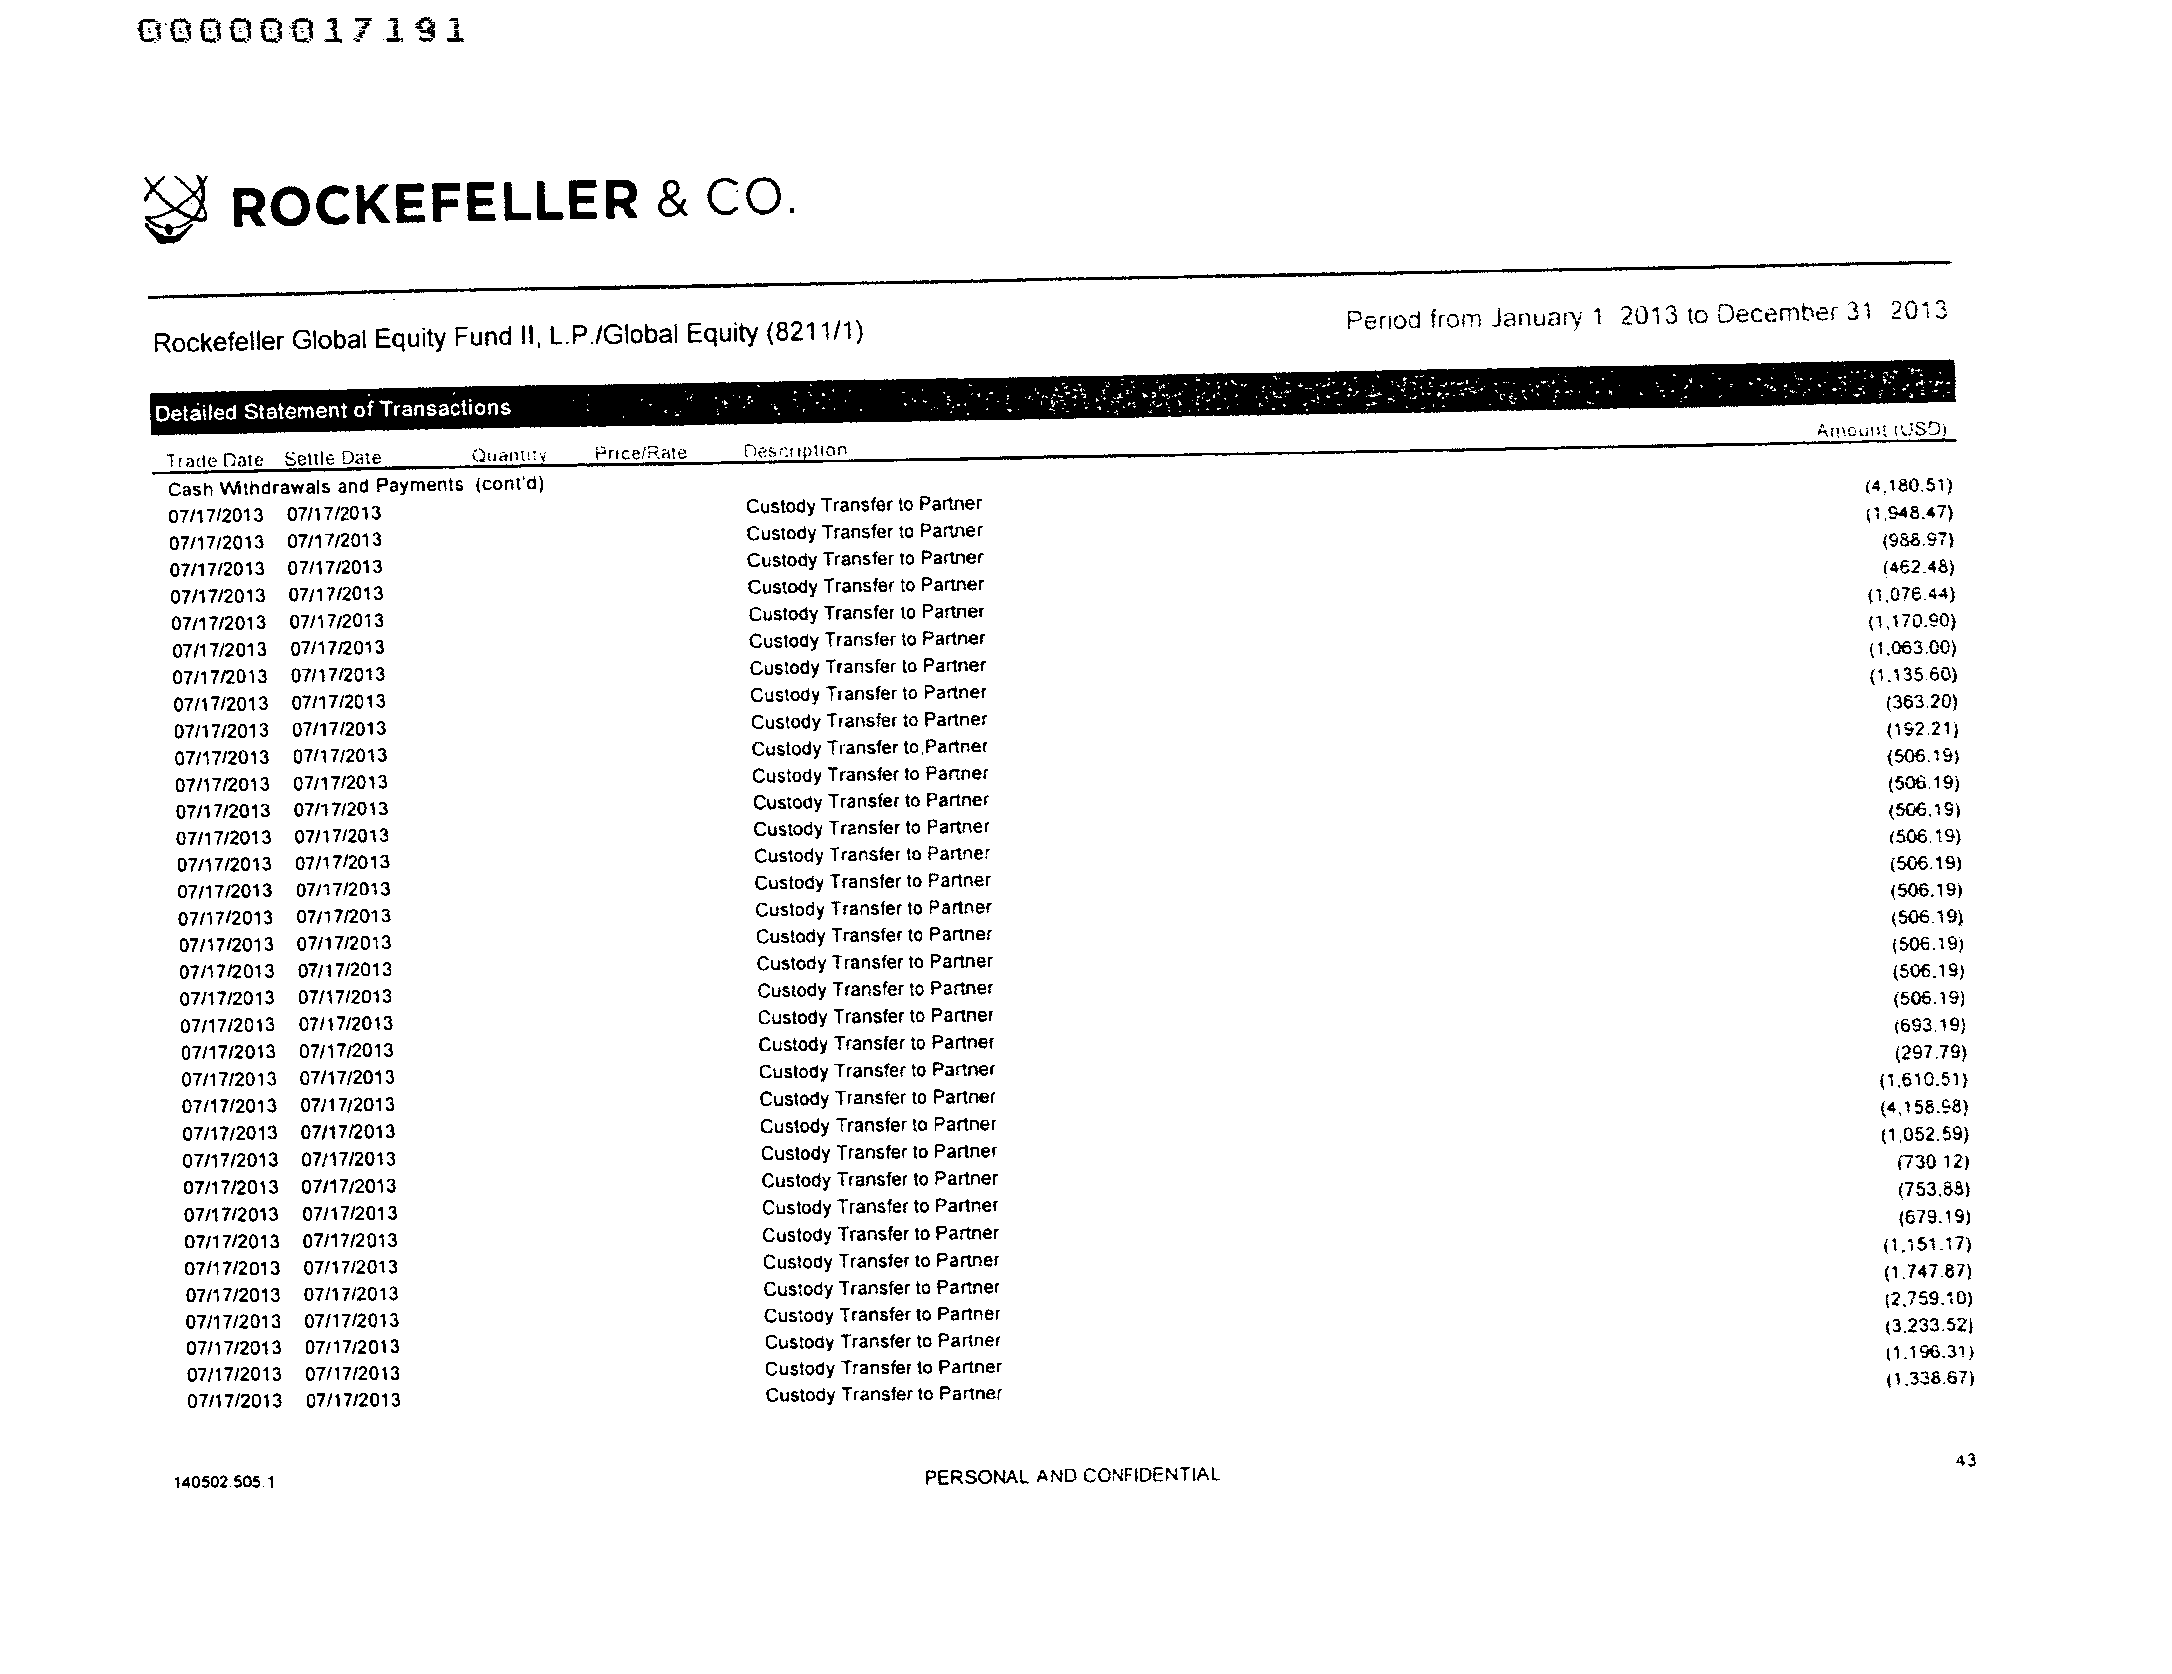 00000017191
ROCKEFELLER & CO.
Rockefeller Global Equity Fund II, L.P./Global Equity (8211/1) Period from January 1 2013 to December 31 2013
Detailed Statement of Transactions
Trade Date Settle Date Quantity Price/Rate Description Amount (USD)
Cash Withdrawals and Payments (cont'd)
07/17/2013 07/17/2013 Custody Transfer to Partner (4,180.51)
07/17/2013 07/17/2013 Custody Transfer to Partner (1,948.47)
07/17/2013 07/17/2013 Custody Transfer to Partner (988.97)
07/17/2013 07/17/2013 Custody Transfer to Partner (462.48)
07/17/2013 07/17/2013 Custody Transfer to Partner (1,076.44)
07/17/2013 07/17/2013 Custody Transfer to Partner (1,170.90)
07/17/2013 07/17/2013 Custody Transfer to Partner (1,063.00)
07/17/2013 07/17/2013 Custody Transfer to Partner (1,135.60)
07/17/2013 07/17/2013 Custody Transfer to Partner (363.20)
07/17/2013 07/17/2013 Custody Transfer to Partner (192.21)
07/17/2013 07/17/2013 Custody Transfer to Partner (506.19)
07/17/2013 07/17/2013 Custody Transfer to Partner (506.19)
07/17/2013 07/17/2013 Custody Transfer to Partner (506.19)
07/17/2013 07/17/2013 Custody Transfer to Partner (506.19)
07/17/2013 07/17/2013 Custody Transfer to Partner (506.19)
07/17/2013 07/17/2013 Custody Transfer to Partner (506.19)
07/17/2013 07/17/2013 Custody Transfer to Partner (506.19)
07/17/2013 07/17/2013 Custody Transfer to Partner (506.19)
07/17/2013 07/17/2013 Custody Transfer to Partner (506.19)
07/17/2013 07/17/2013 Custody Transfer to Partner (506.19)
07/17/2013 07/17/2013 Custody Transfer to Partner (693.19)
07/17/2013 07/17/2013 Custody Transfer to Partner (297.79)
07/17/2013 07/17/2013 Custody Transfer to Partner (1,610.51)
07/17/2013 07/17/2013 Custody Transfer to Partner (4,158.98)
07/17/2013 07/17/2013 Custody Transfer to Partner (1,052.59)
07/17/2013 07/17/2013 Custody Transfer to Partner (730.12)
07/17/2013 07/17/2013 Custody Transfer to Partner (753.88)
07/17/2013 07/17/2013 Custody Transfer to Partner (679.19)
07/17/2013 07/17/2013 Custody Transfer to Partner (1,151.17)
07/17/2013 07/17/2013 Custody Transfer to Partner (1,747.87)
07/17/2013 07/17/2013 Custody Transfer to Partner (2,759.10)
07/17/2013 07/17/2013 Custody Transfer to Partner (3,233.52)
07/17/2013 07/17/2013 Custody Transfer to Partner (1,196.31)
07/17/2013 07/17/2013 Custody Transfer to Partner (1,338.67)
140502.505.1 PERSONAL AND CONFIDENTIAL 43